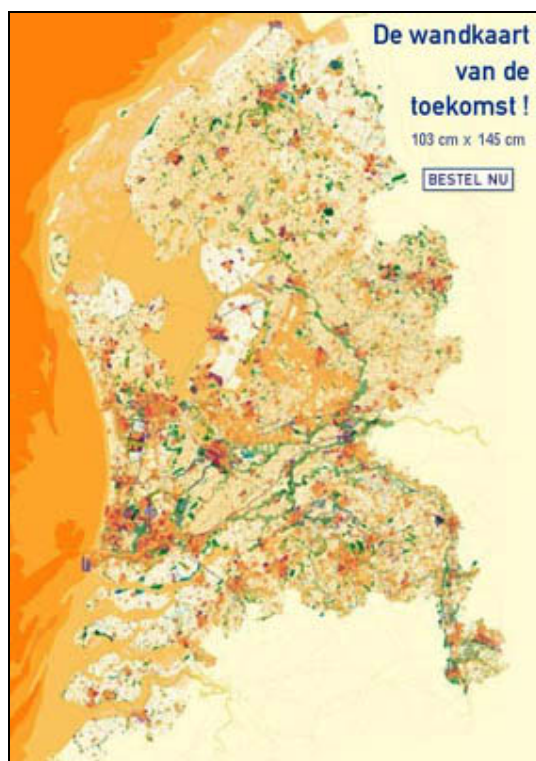 De wandkaart
van de
toekomst !
103 cm x 145 cm
BESTEL NU